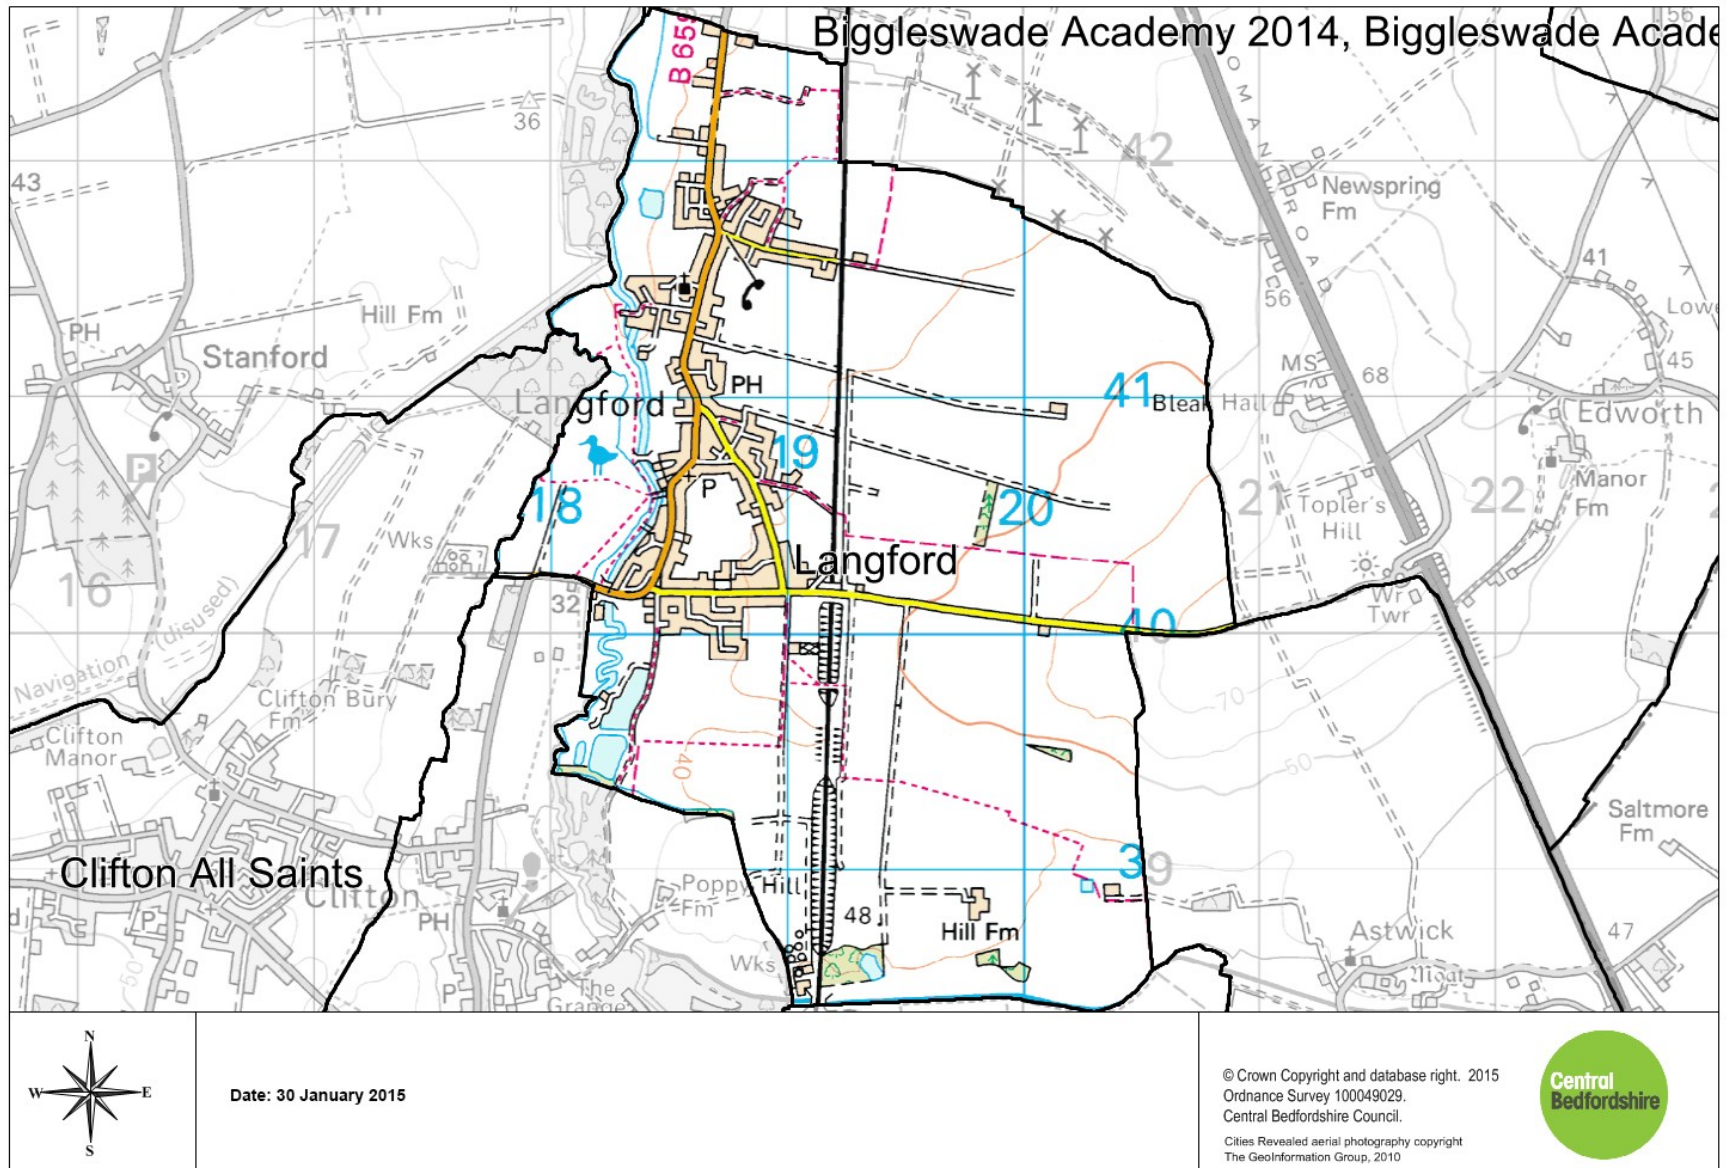 PH
Biggleswade Academy 2014, Biggleswade Acade
56
B 659
36
ROMAN ROAD
42
43
Newspring
Fm
41
56
Lowe
Hill Fm
PH
Stanford
MS
45
68
PH
41
Bleak Hall
Langford
Edworth
P
19
P
Manor
Fm
18
20
21
22
Topler's
Hill
17
Wks
Langford
16
32
Wr
Twr
40
Navigation (disused)
70
Clifton Bury
Fm
Clifton
Manor
40
50
Saltmore
Fm
39
Clifton All Saints
Clifton
Poppy Hill
Fm
PH
P
48
Hill Fm
Astwick
47
Wks
Moat
50
P
The
Grange
N
W E
S
Date: 30 January 2015
© Crown Copyright and database right. 2015
Ordnance Survey 100049029.
Central Bedfordshire Council.
Cities Revealed aerial photography copyright
The GeoInformation Group, 2010
Central
Bedfordshire